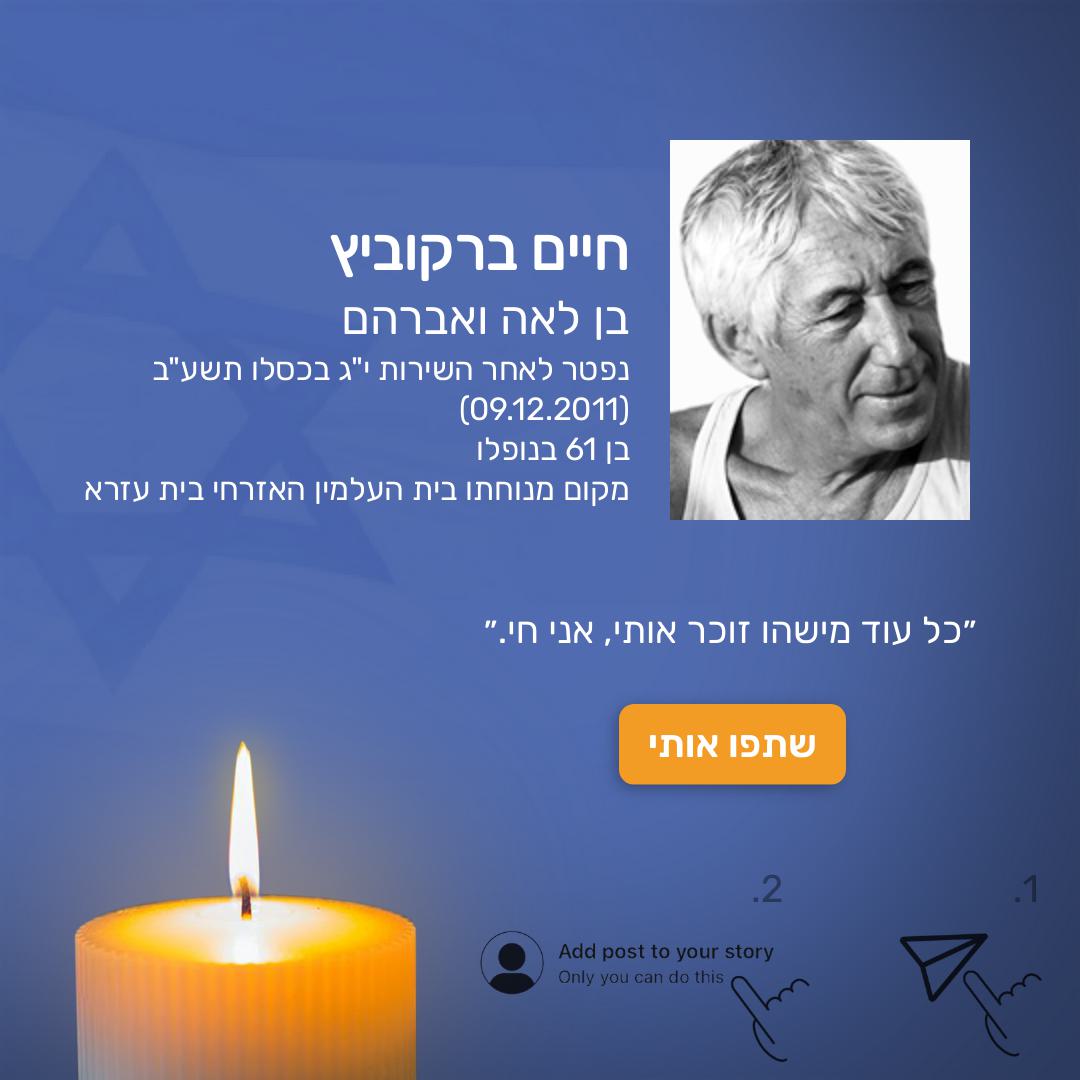 חיים ברקוביץ
בן לאה ואברהם
נפטר לאחר השירות י"ג בכסלו תשע"ב
(09.12.2011)
בן 61 בנופלו
מקום מנוחתו בית העלמין האזרחי בית עזרא
״כל עוד מישהו זוכר אותי, אני חי.״
שתפו אותי
.1
.2
Add post to your story
Only you can do this